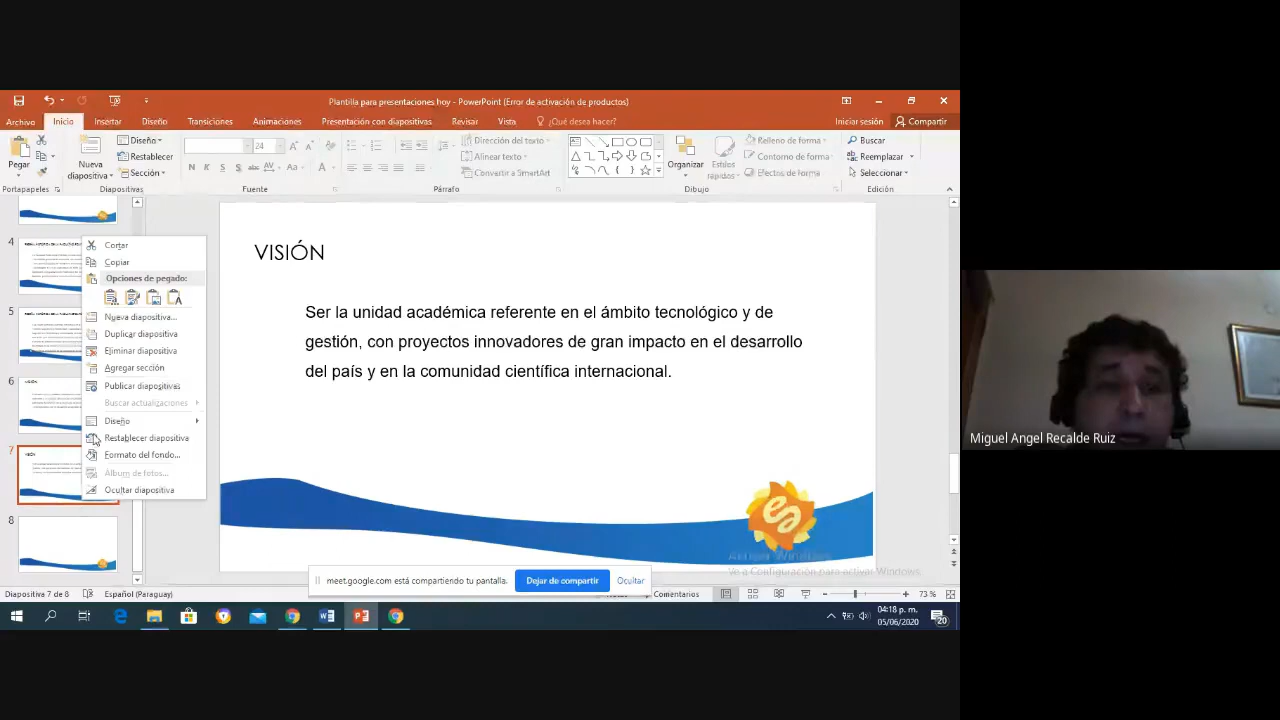 Plantilla para presentaciones hoy - PowerPoint (Error de activación de productos)
Archivo Inicio Insertar Diseño Transiciones Animaciones Presentación con diapositivas Revisar Vista ¿Qué desea hacer? Iniciar sesión Compartir
Pegar
Nueva diapositiva
Diseño
Restablecer
Sección
24
N K S
Aa
A
Dirección del texto
Alinear texto
Convertir a SmartArt
Organizar
Estilos rápidos
Relleno de forma
Contorno de forma
Efectos de forma
Buscar
Reemplazar
Seleccionar
Portapapeles Diapositivas Fuente Párrafo Dibujo Edición
4
5
6
7
8
Cortar
Copiar
Opciones de pegado:
Nueva diapositiva...
Duplicar diapositiva
Eliminar diapositiva
Agregar sección
Publicar diapositivas
Buscar actualizaciones
Diseño
Restablecer diapositiva
Formato del fondo...
Álbum de fotos...
Ocultar diapositiva
VISIÓN
Ser la unidad académica referente en el ámbito tecnológico y de
gestión, con proyectos innovadores de gran impacto en el desarrollo
del país y en la comunidad científica internacional.
Activar Windows
Ve a Configuración para activar Windows
meet.google.com está compartiendo tu pantalla. Dejar de compartir Ocultar
Diapositiva 7 de 8 Español (Paraguay) Comentarios 73 %
04:18 p. m.
05/06/2020
20
Miguel Angel Recalde Ruiz